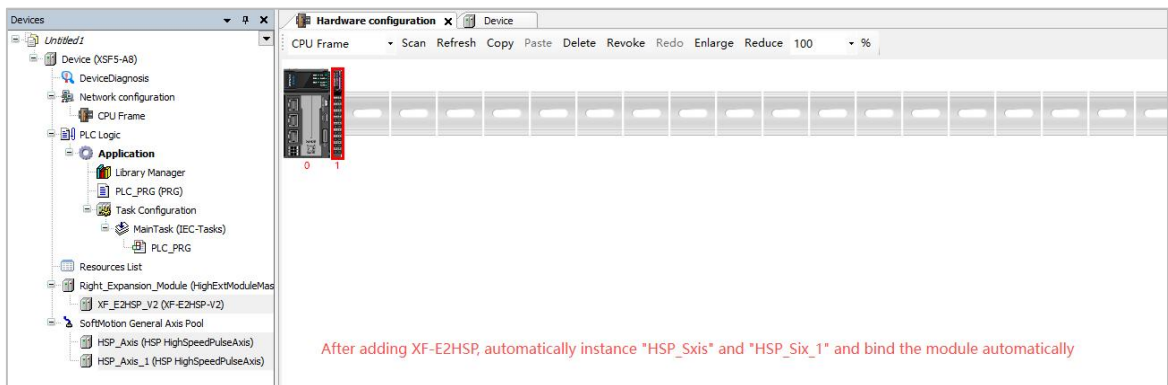 Devices
Untitled1
Device (XSF5-A8)
DeviceDiagnosis
Network configuration
CPU Frame
PLC Logic
Application
Library Manager
PLC_PRG (PRG)
Task Configuration
MainTask (IEC-Tasks)
PLC_PRG
Resources List
Right_Expansion_Module (HighExtModuleMas
XF_E2HSP_V2 (XF-E2HSP-V2)
SoftMotion General Axis Pool
HSP_Axis (HSP HighSpeedPulseAxis)
HSP_Axis_1 (HSP HighSpeedPulseAxis)
Hardware configuration Device
CPU Frame Scan Refresh Copy Paste Delete Revoke Redo Enlarge Reduce 100 %
0 1
After adding XF-E2HSP, automatically instance "HSP_Sxis" and "HSP_Six_1" and bind the module automatically